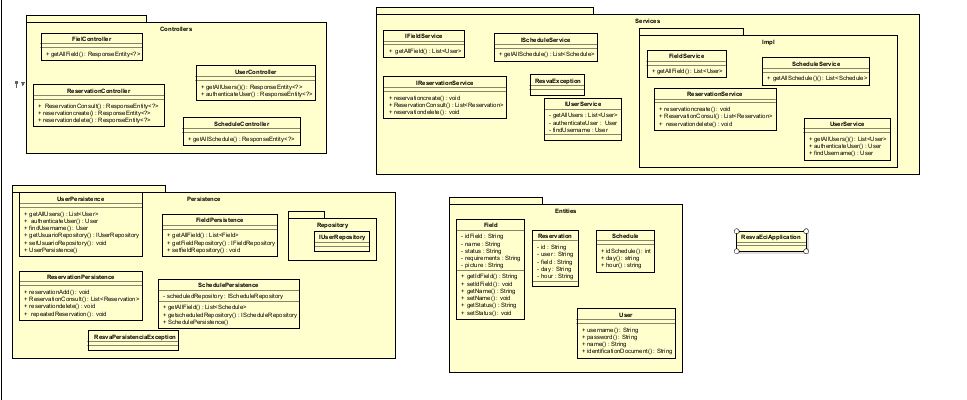 Controllers
FielController
+ getAllField() : ResponseEntity<?>
UserController
+ getAllUsers() : ResponseEntity<?>
+ authenticateUser() : ResponseEntity<?>
ReservationController
+ ReservationConsult() : ResponseEntity<?>
+ reservationcreate() : ResponseEntity<?>
+ reservationdelete() : ResponseEntity<?>
ScheduleController
+ getAllSchedule() : ResponseEntity<?>
Services
IFieldService
+ getAllField() : List<User>
IScheduleService
+ getAllSchedule() : List<Schedule>
IReservationService
+ reservationcreate() : void
+ ReservationConsult() : List<Reservation>
+ reservationdelete() : void
ResvaException
IUserService
- getAllUsers : List<User>
- authenticateUser : User
- findUsername : User
Impl
FieldService
+ getAllField() : List<User>
ScheduleService
+ getAllSchedule() : List<Schedule>
ReservationService
+ reservationcreate() : void
+ ReservationConsul() : List<Reservation>
+ reservationdelete() : void
UserService
+ getAllUsers() : List<User>
+ authenticateUser() : User
+ findUsername() : User
Persistence
UserPersistence
+ getAllUsers() : List<User>
+ authenticateUser() : User
+ findUsername() : User
+ getUsuarioRepository() : IUserRepository
+ setUsuarioRepository() : void
+ UserPersistence()
FieldPersistence
+ getAllField() : List<Field>
+ getFieldRepository() : IFieldRepository
+ setfieldRepository() : void
Repository
IUserRepository
ReservationPersistence
+ reservationAdd() : void
+ ReservationConsult() : List<Reservation>
+ reservationdelete() : void
+ repeatedReservation() : void
SchedulePersistence
- scheduledRepository : IScheduleRepository
+ getAllField() : List<Schedule>
+ getscheduledRepository() : IScheduleRepository
+ SchedulePersistence()
ResvaPersistenciaException
Entities
Field
- idField : String
- name : String
- status : String
- requirements : String
- picture : String
+ getIdField() : String
+ setIdField() : void
+ getName() : String
+ setName() : void
+ getStatus() : String
+ setStatus() : void
Reservation
- id : String
- user : String
- field : String
- day : String
- hour : String
Schedule
+ idSchedule() : int
+ day() : string
+ hour() : string
User
+ username() : String
+ password() : String
+ name() : String
+ identificationDocument() : String
ResvaEciApplication